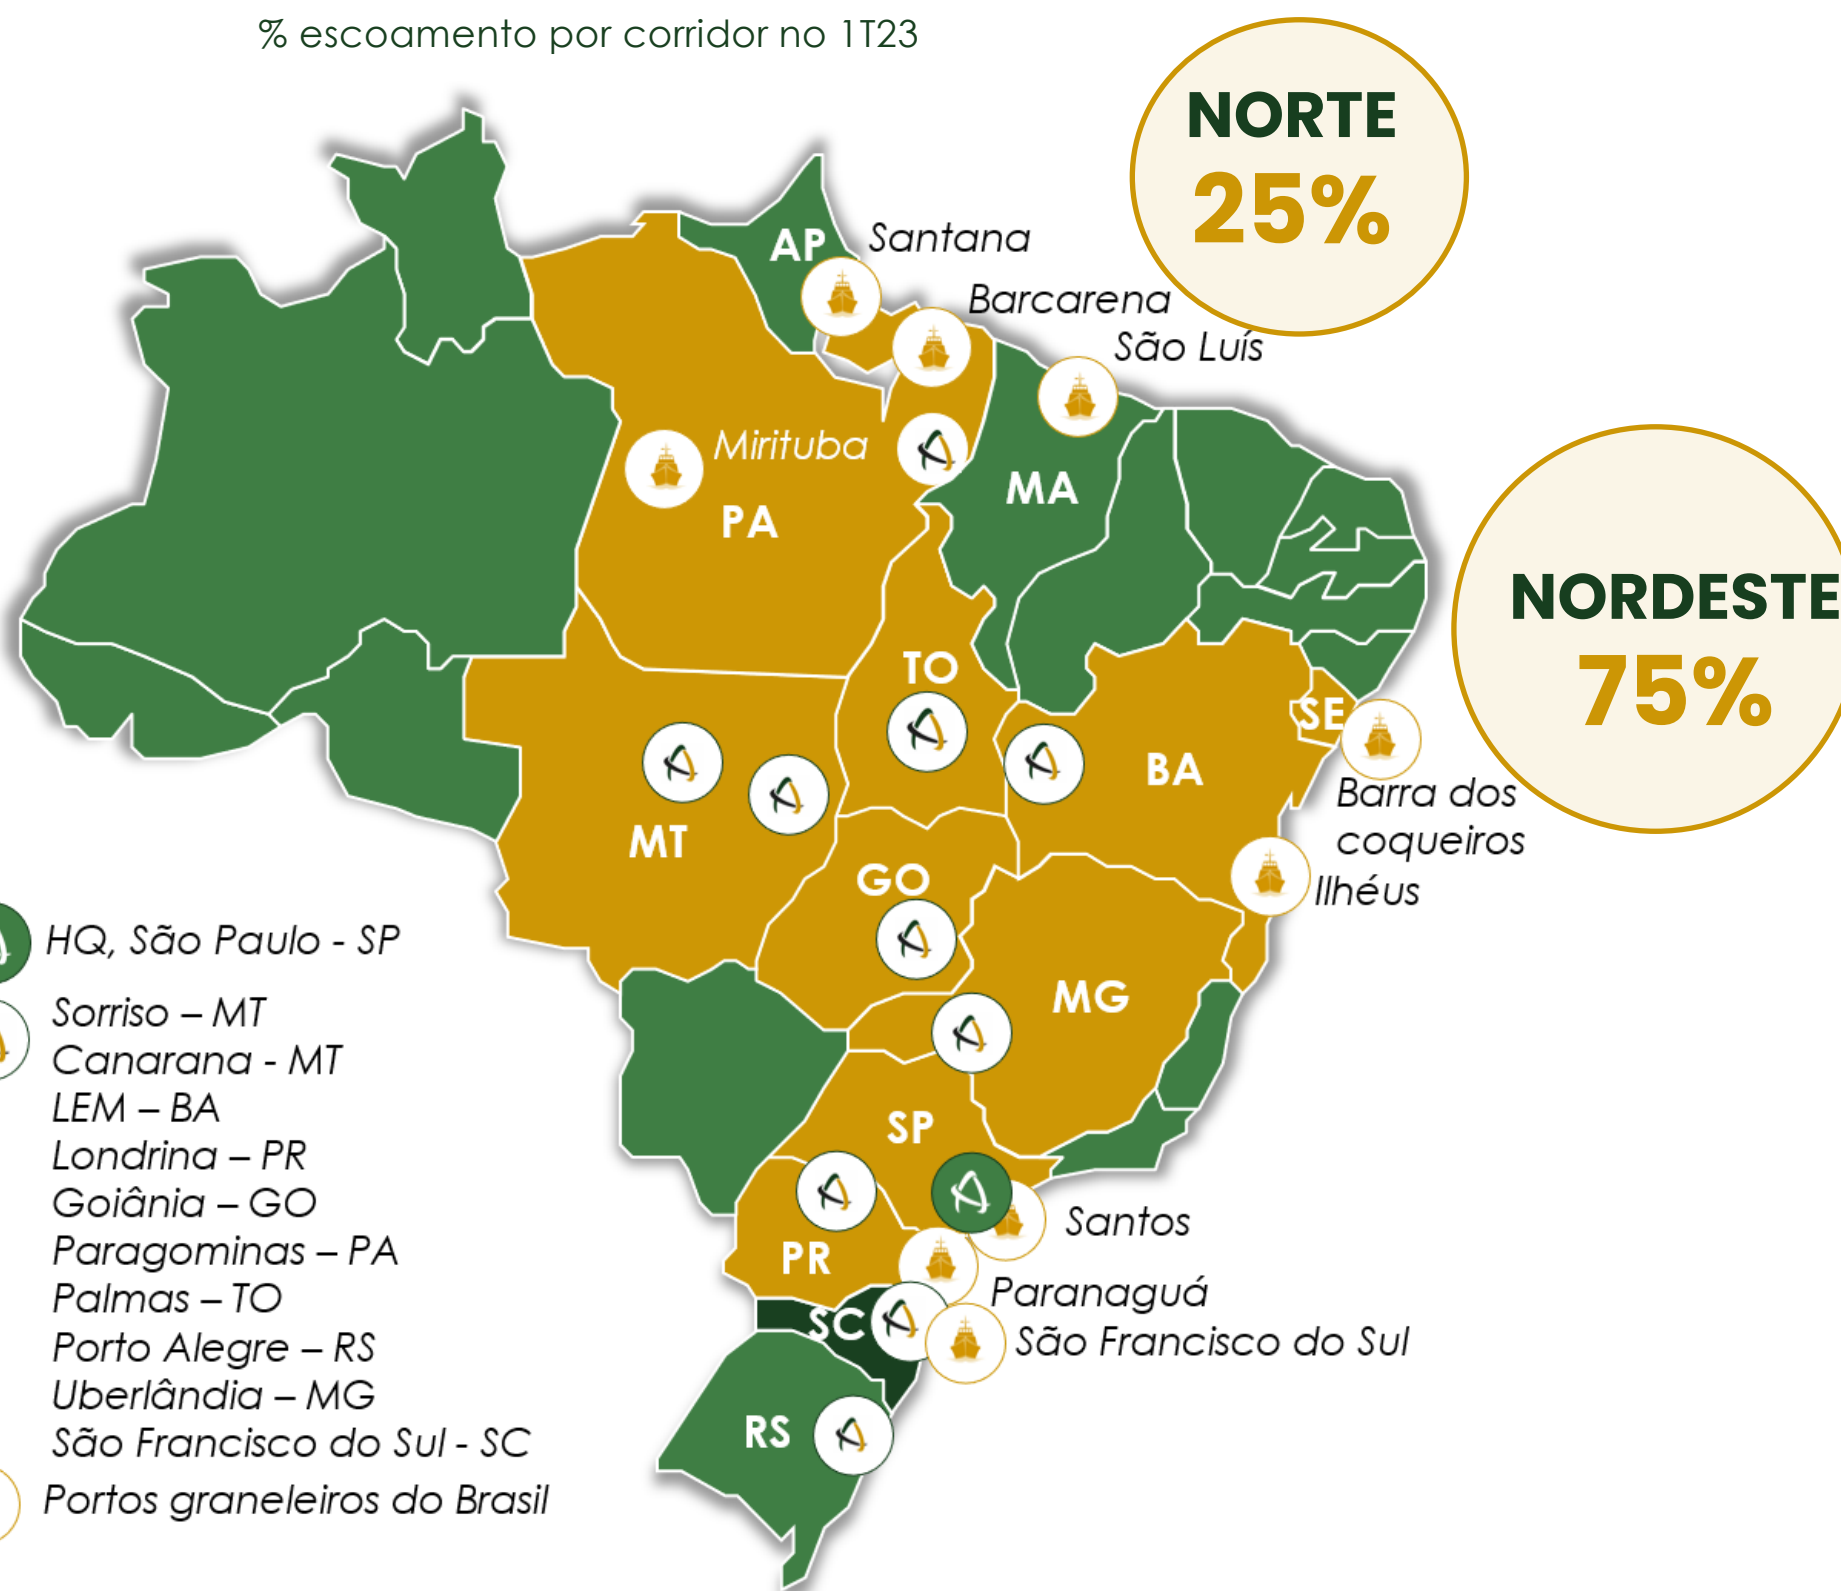 % escoamento por corridor no 1T23
NORTE
25%
AP
Santana
Barcarena
São Luís
Mirituba
PA
MA
NORDESTE
75%
TO
SE
BA
Barra dos
coqueiros
MT
GO
Ilhéus
MG
SP
Santos
PR
Paranaguá
SC
São Francisco do Sul
RS
HQ, São Paulo - SP
Sorriso – MT
Canarana - MT
LEM – BA
Londrina – PR
Goiânia – GO
Paragominas – PA
Palmas – TO
Porto Alegre – RS
Uberlândia – MG
São Francisco do Sul - SC
Portos graneleiros do Brasil